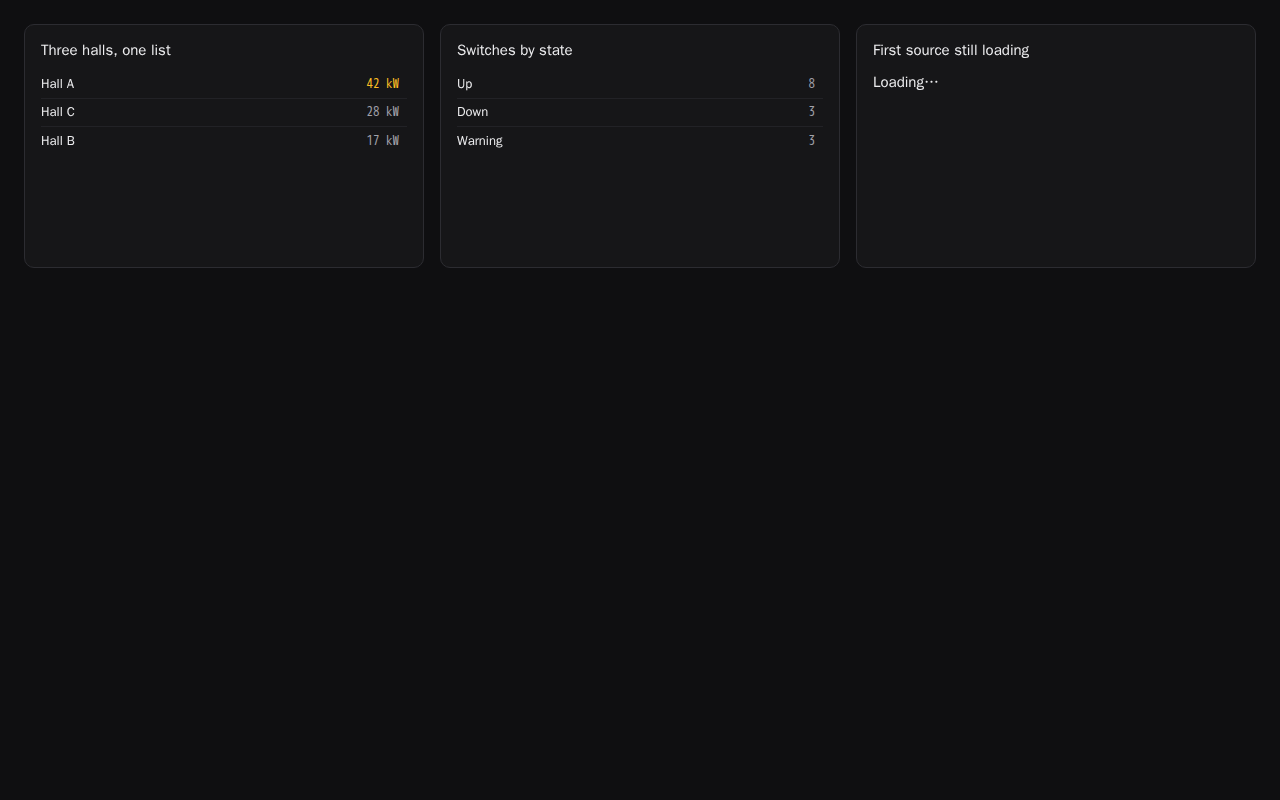 Three halls, one list
Hall A 42 kW
Hall C 28 kW
Hall B 17 kW
Switches by state
Up 8
Down 3
Warning 3
First source still loading
Loading…